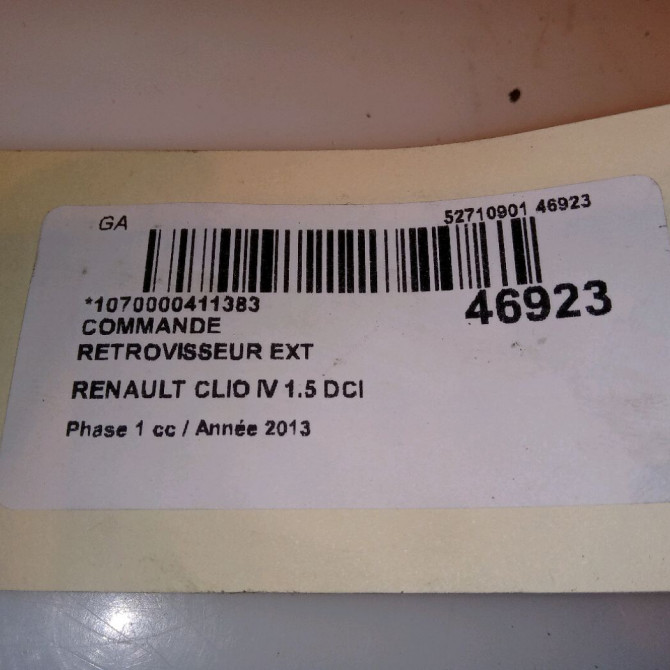 GA
52710901 46923
*1070000411383
46923
COMMANDE
RETROVISSEUR EXT
RENAULT CLIO IV 1.5 DCI
Phase 1 cc / Année 2013